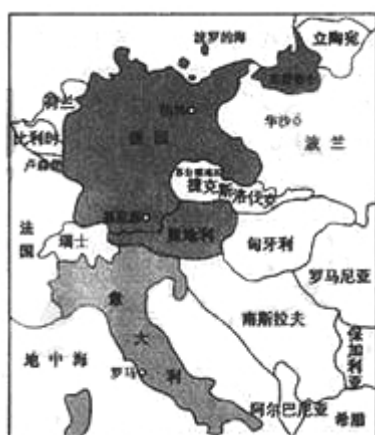 波罗的海
立陶宛
荷兰
柏林
华沙
波 兰
比利时
德 国
卢森堡
捷克斯洛伐克
慕尼黑
法国
瑞士
奥地利
匈牙利
罗马尼亚
意大利
南斯拉夫
保加利亚
地 中 海
罗马
阿尔巴尼亚
希腊